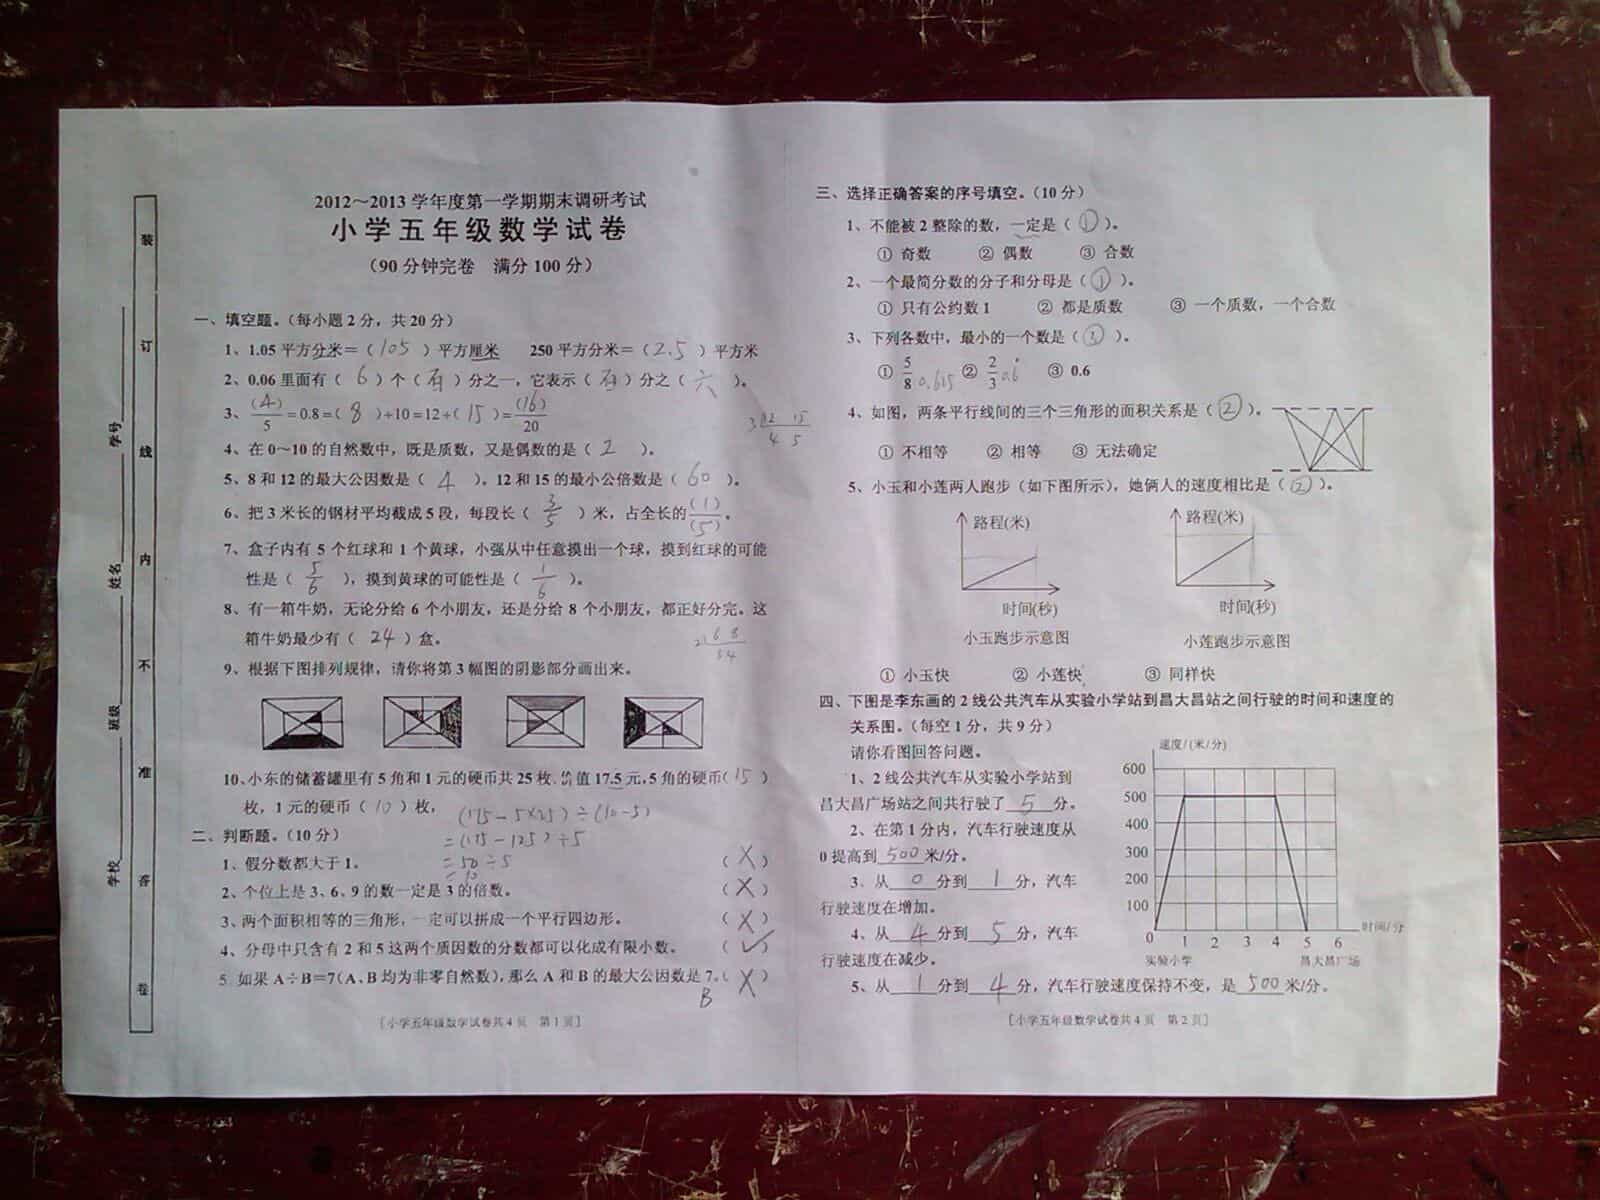 装
订
线
内
不
准
答
卷
学校 班级 姓名 学号
2012～2013 学年度第一学期期末调研考试
小学五年级数学试卷
（90 分钟完卷 满分 100 分）
一、填空题。（每小题 2 分，共 20 分）
1、1.05 平方分米=（ 105 ）平方厘米 250 平方分米=（ 2.5 ）平方米
2、0.06 里面有（ 6 ）个（ 百 ）分之一，它表示（ 百 ）分之（ 六 ）。
3、(4)/5 = 0.8 =（ 8 ）÷10 = 12÷（ 15 ）= (16)/20
3 12 15
4 5
4、在 0～10 的自然数中，既是质数，又是偶数的是（ 2 ）。
5、8 和 12 的最大公因数是（ 4 ），12 和 15 的最小公倍数是（ 60 ）。
6、把 3 米长的钢材平均截成 5 段，每段长（ 3/5 ）米，占全长的 (1)/(5) 。
7、盒子内有 5 个红球和 1 个黄球，小强从中任意摸出一个球，摸到红球的可能
性是（ 5/6 ），摸到黄球的可能性是（ 1/6 ）。
8、有一箱牛奶，无论分给 6 个小朋友，还是分给 8 个小朋友，都正好分完。这
箱牛奶最少有（ 24 ）盒。
2 6 8
3 4
9、根据下图排列规律，请你将第 3 幅图的阴影部分画出来。
10、小东的储蓄罐里有 5 角和 1 元的硬币共 25 枚，价值 17.5 元，5 角的硬币（ 15 ）
枚，1 元的硬币（ 10 ）枚，
(175-5×25)÷(10-5)
=(175-125)÷5
=50÷5
=10
二、判断题。（10 分）
1、假分数都大于 1。 （ × ）
2、个位上是 3、6、9 的数一定是 3 的倍数。 （ × ）
3、两个面积相等的三角形，一定可以拼成一个平行四边形。 （ × ）
4、分母中只含有 2 和 5 这两个质因数的分数都可以化成有限小数。 （ ✓ ）
5、如果 A÷B=7（A、B 均为非零自然数），那么 A 和 B 的最大公因数是 7。（ × ）
B
［小学五年级数学试卷共 4 页 第 1 页］
三、选择正确答案的序号填空。（10 分）
1、不能被 2 整除的数，一定是（ ① ）。
① 奇数 ② 偶数 ③ 合数
2、一个最简分数的分子和分母是（ ① ）。
① 只有公约数 1 ② 都是质数 ③ 一个质数，一个合数
3、下列各数中，最小的一个数是（ ③ ）。
① 5/8 0.625 ② 2/3 0.6 ③ 0.6
4、如图，两条平行线间的三个三角形的面积关系是（ ② ）。
① 不相等 ② 相等 ③ 无法确定
5、小玉和小莲两人跑步（如下图所示），她俩人的速度相比是（ ② ）。
路程(米) 路程(米)
时间(秒) 时间(秒)
小玉跑步示意图 小莲跑步示意图
① 小玉快 ② 小莲快 ③ 同样快
四、下图是李东画的 2 线公共汽车从实验小学站到昌大昌站之间行驶的时间和速度的
关系图。（每空 1 分，共 9 分）
请你看图回答问题。
1、2 线公共汽车从实验小学站到
昌大昌广场站之间共行驶了 5 分。
2、在第 1 分内，汽车行驶速度从
0 提高到 500 米/分。
3、从 0 分到 1 分，汽车
行驶速度在增加。
4、从 4 分到 5 分，汽车
行驶速度在减少。
5、从 1 分到 4 分，汽车行驶速度保持不变，是 500 米/分。
速度/(米/分)
600
500
400
300
200
100
0 1 2 3 4 5 6 时间/分
实验小学 昌大昌广场
［小学五年级数学试卷共 4 页 第 2 页］